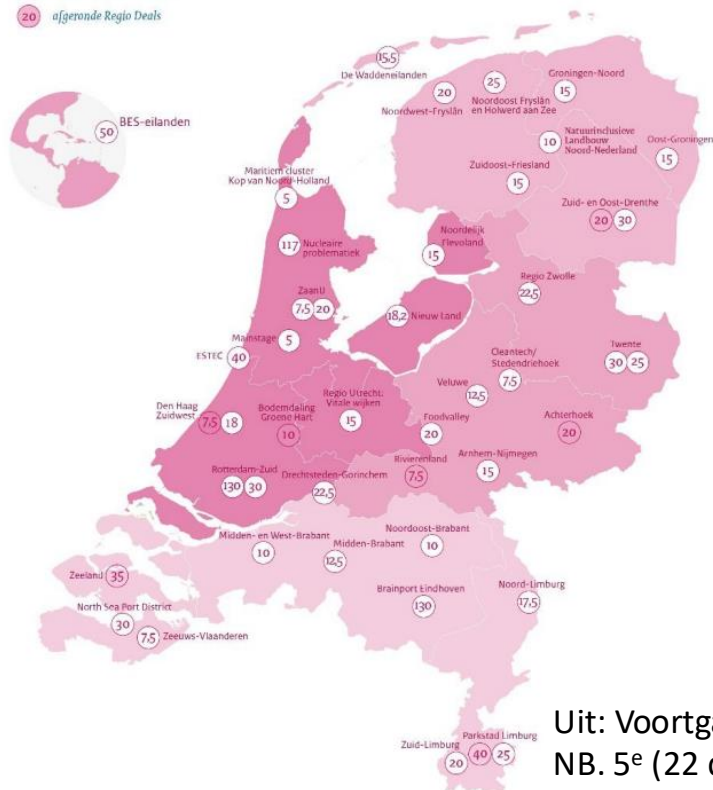 20 afgeronde Regio Deals
15,5
De Waddeneilanden
BES-eilanden
50
20
Noordwest-Fryslân
25
Noordoost Fryslân
en Holwerd aan Zee
Groningen-Noord
15
10
Natuurinclusieve
Landbouw
Noord-Nederland
Oost-Groningen
15
Zuidoost-Friesland
15
Zuid- en Oost-Drenthe
20 30
Maritiem cluster
Kop van Noord-Holland
5
117 Nucleaire
problematiek
Noordelijk
Flevoland
15
Regio Zwolle
22,5
ZaanIJ
7,5 20
18,2 Nieuw Land
Mainstage
5
ESTEC
40
Cleantech/
Stedendriehoek
7,5
Twente
30 25
Veluwe
12,5
Den Haag
Zuidwest
7,5 18
Bodemdaling
Groene Hart
10
Regio Utrecht:
Vitale wijken
15
Foodvalley
20
Achterhoek
20
Rotterdam-Zuid
130 30
Drechtsteden-Gorinchem
22,5
Rivierenland
7,5
Arnhem-Nijmegen
15
Midden- en West-Brabant
10
Midden-Brabant
12,5
Noordoost-Brabant
10
Zeeland 35
Brainport Eindhoven
130
Noord-Limburg
17,5
North Sea Port District
30
7,5 Zeeuws-Vlaanderen
Zuid-Limburg
20
Parkstad Limburg
40 25
Uit:
NB. 5e (22